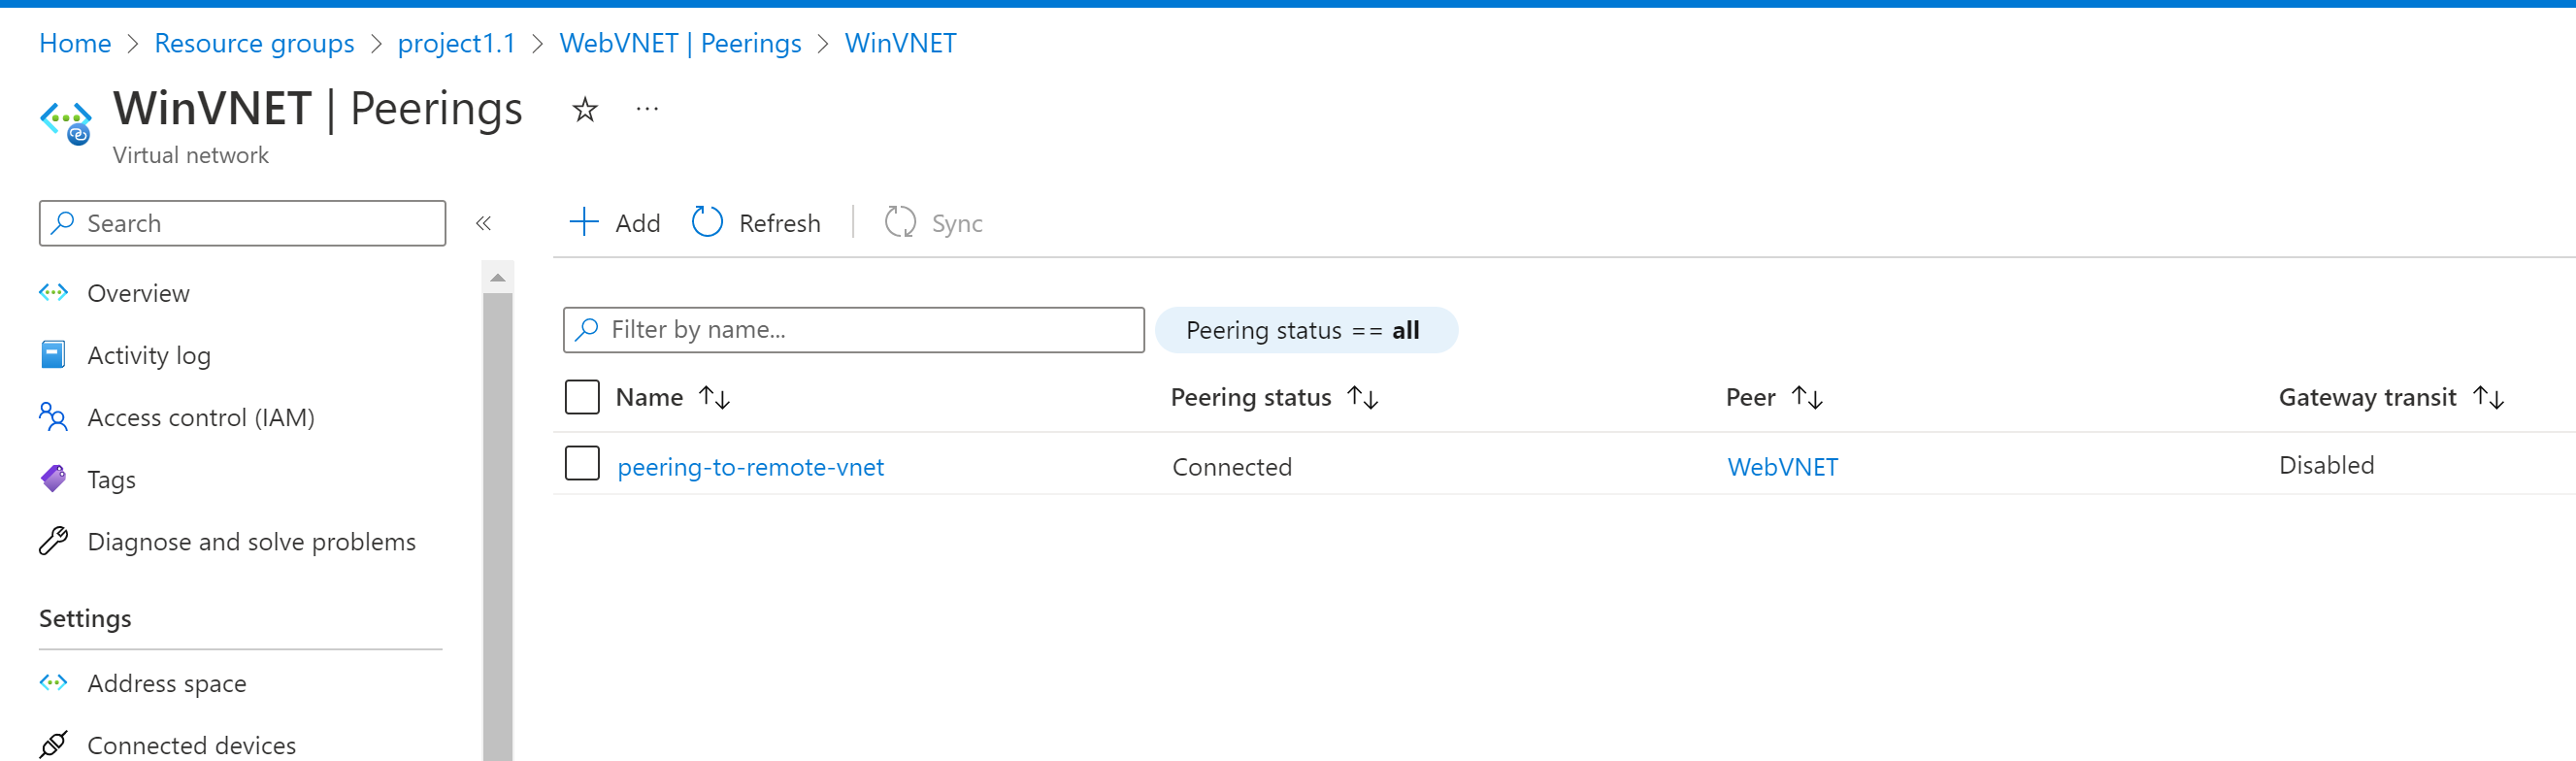 Home > Resource groups > project1.1 > WebVNET | Peerings > WinVNET
WinVNET | Peerings
Virtual network
Search
Add Refresh Sync
Overview
Activity log
Access control (IAM)
Tags
Diagnose and solve problems
Settings
Address space
Connected devices
Filter by name...
Peering status == all
Name Peering status Peer Gateway transit
peering-to-remote-vnet Connected WebVNET Disabled